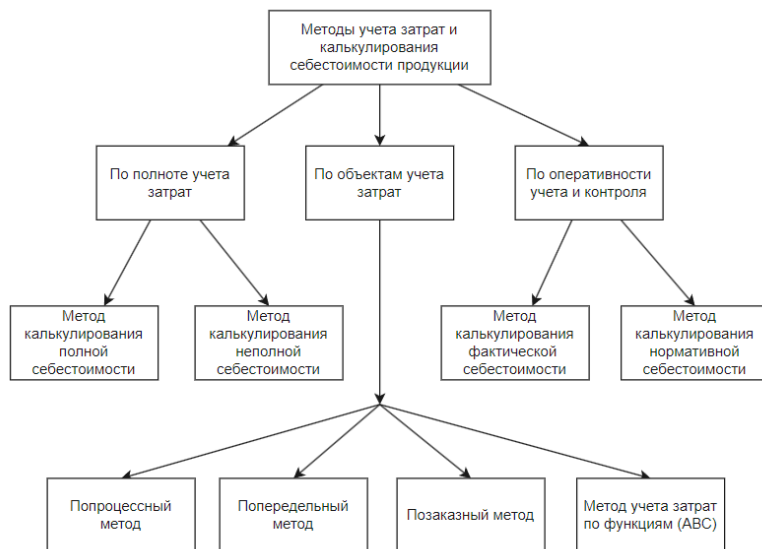 Методы учета затрат и
калькулирования
себестоимости продукции
По полноте учета
затрат
По объектам учета
затрат
По оперативности
учета и контроля
Метод
калькулирования
полной
себестоимости
Метод
калькулирования
неполной
себестоимости
Метод
калькулирования
фактической
себестоимости
Метод
калькулирования
нормативной
себестоимости
Попроцессный
метод
Попередельный
метод
Позаказный метод
Метод учета затрат
по функциям (АВС)